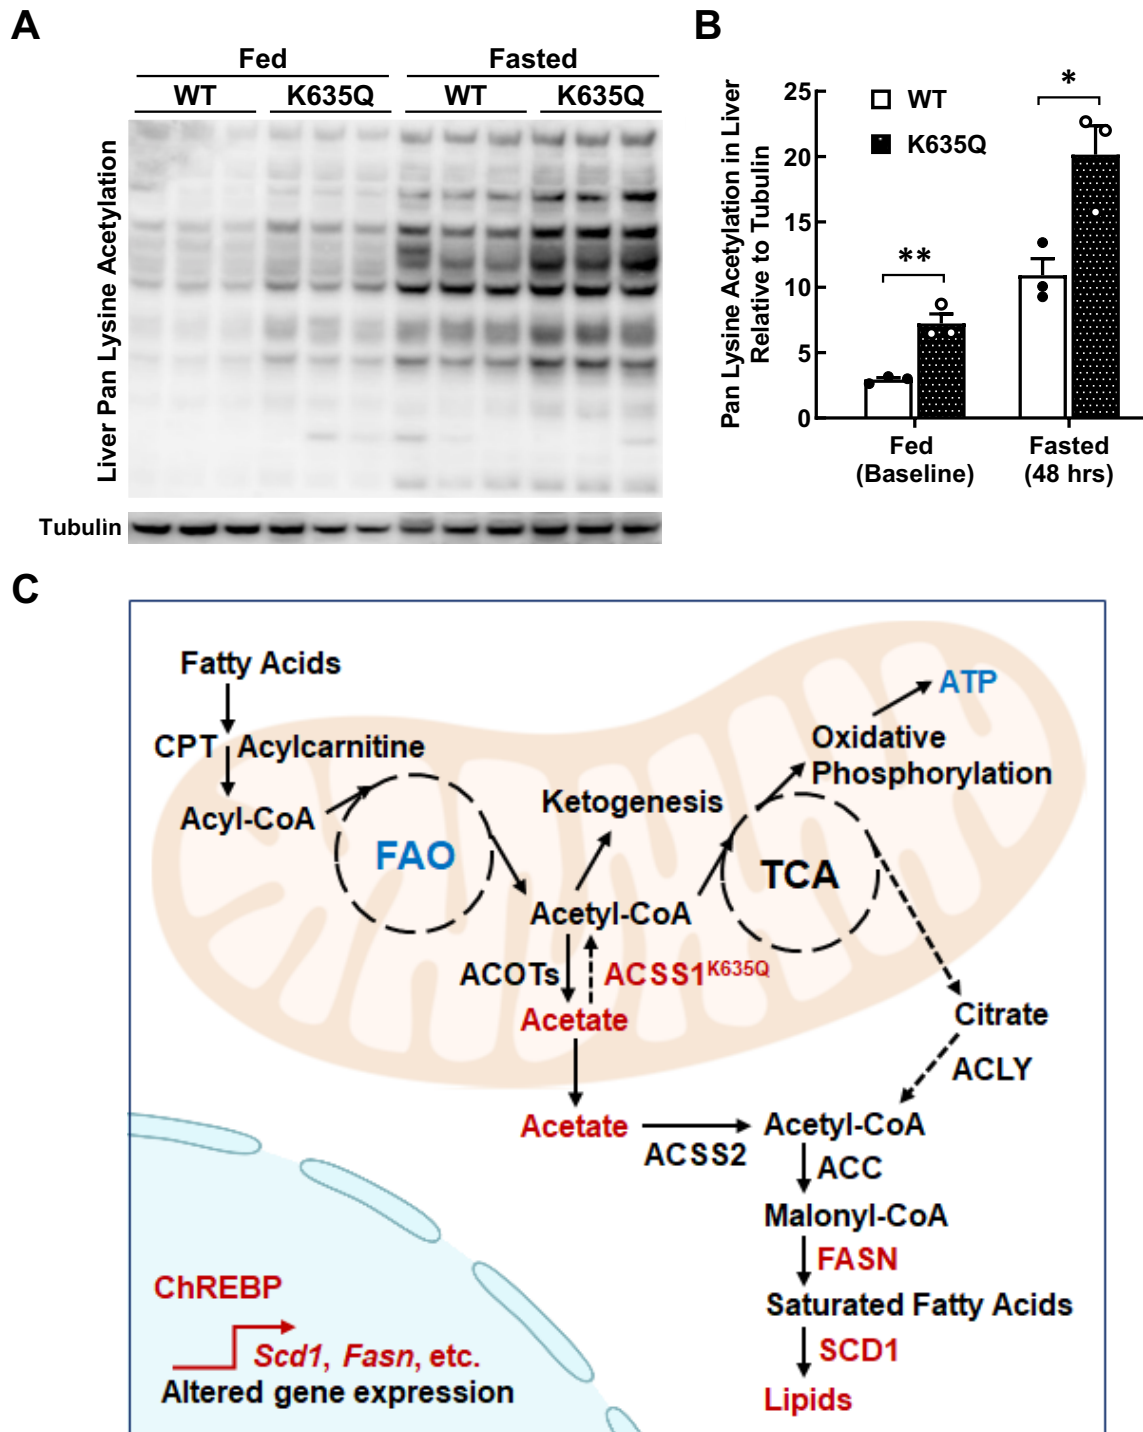 A
Fed
Fasted
WT
K635Q
WT
K635Q
Liver Pan Lysine Acetylation
Tubulin
B
Pan Lysine Acetylation in Liver
Relative to Tubulin
25
20
15
10
5
0
WT
K635Q
**
*
Fed
(Baseline)
Fasted
(48 hrs)
C
Fatty Acids
CPT
Acylcarnitine
Acyl-CoA
FAO
Ketogenesis
Acetyl-CoA
ACOTs
ACSS1K635Q
Acetate
TCA
Oxidative
Phosphorylation
ATP
Citrate
ACLY
Acetate
ACSS2
Acetyl-CoA
ACC
Malonyl-CoA
FASN
Saturated Fatty Acids
SCD1
Lipids
ChREBP
Scd1, Fasn, etc.
Altered gene expression